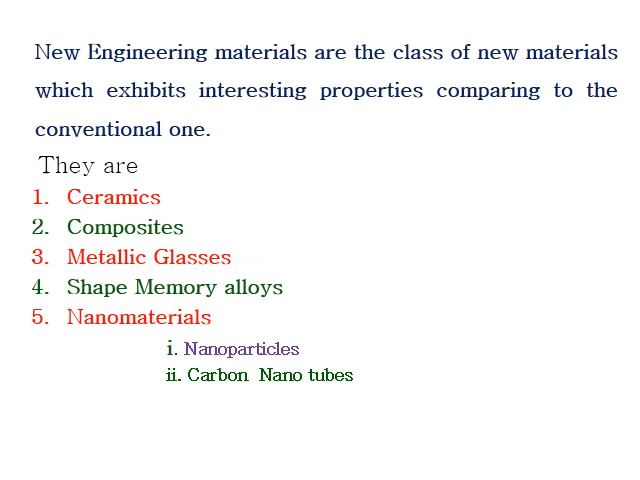 New Engineering materials are the class of new materials
which exhibits interesting properties comparing to the
conventional one.
They are
1. Ceramics
2. Composites
3. Metallic Glasses
4. Shape Memory alloys
5. Nanomaterials
i. Nanoparticles
ii. Carbon Nano tubes